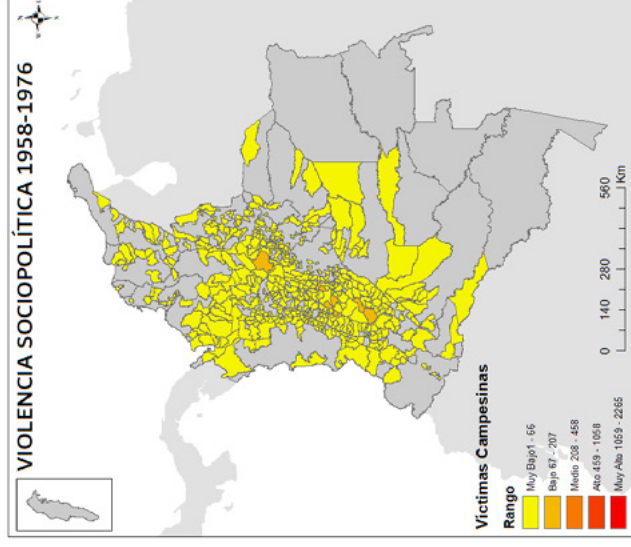 VIOLENCIA SOCIOPOLÍTICA 1958-1976
Victimas Campesinas
Rango
Muy Bajo1 - 66
Bajo 67 - 207
Medio 208 - 458
Alto 459 - 1058
Muy Alto 1059 - 2265
0 140 280 560
Km